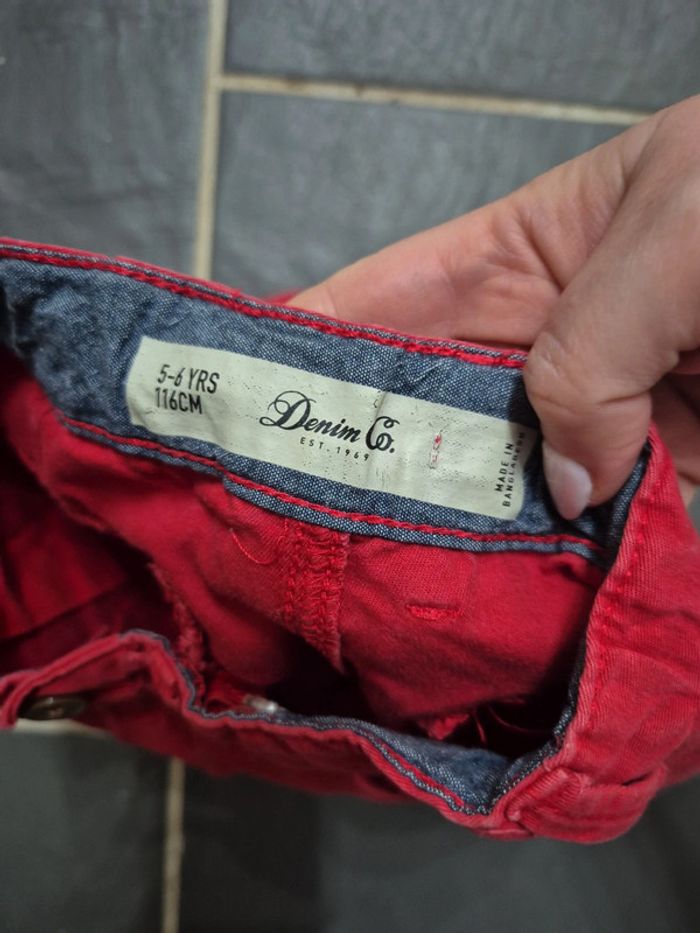 5-6 YRS
116CM
Denim Co.
EST. 1969
MADE IN
BANGLADESH